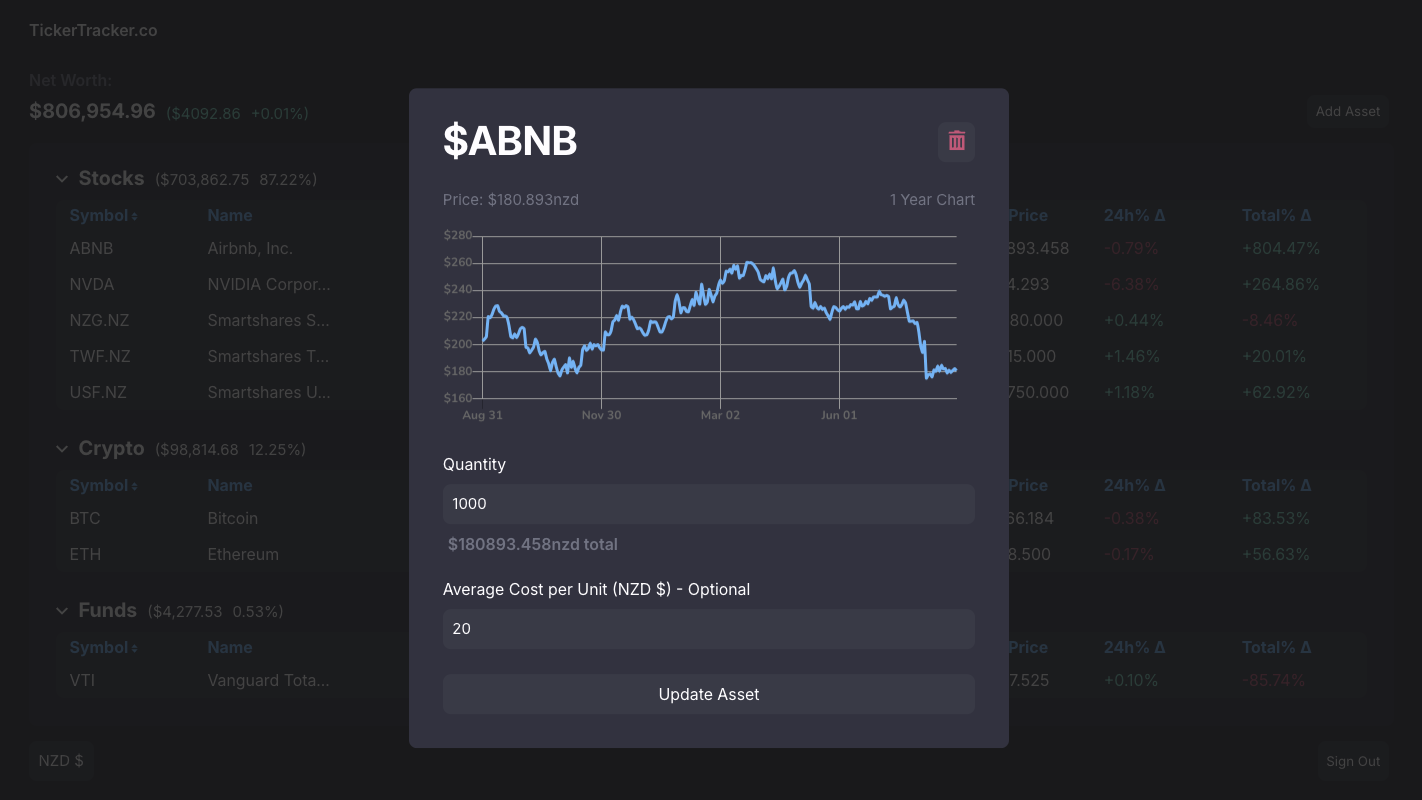 TickerTracker.co
Net Worth:
$806,954.96 ($4092.86 +0.01%)
Add Asset
Stocks ($703,862.75 87.22%)
Symbol Name Price 24h% Δ Total% Δ
ABNB Airbnb, Inc. 893.458 -0.79% +804.47%
NVDA NVIDIA Corpor... 4.293 -6.38% +264.86%
NZG.NZ Smartshares S... 80.000 +0.44% -8.46%
TWF.NZ Smartshares T... 15.000 +1.46% +20.01%
USF.NZ Smartshares U... 750.000 +1.18% +62.92%
Crypto ($98,814.68 12.25%)
Symbol Name Price 24h% Δ Total% Δ
BTC Bitcoin 66.184 -0.38% +83.53%
ETH Ethereum 8.500 -0.17% +56.63%
Funds ($4,277.53 0.53%)
Symbol Name Price 24h% Δ Total% Δ
VTI Vanguard Tota... 7.525 +0.10% -85.74%
NZD $
Sign Out
$ABNB
Price: $180.893nzd
1 Year Chart
$280
$260
$240
$220
$200
$180
$160
Aug 31 Nov 30 Mar 02 Jun 01
Quantity
1000
$180893.458nzd total
Average Cost per Unit (NZD $) - Optional
20
Update Asset